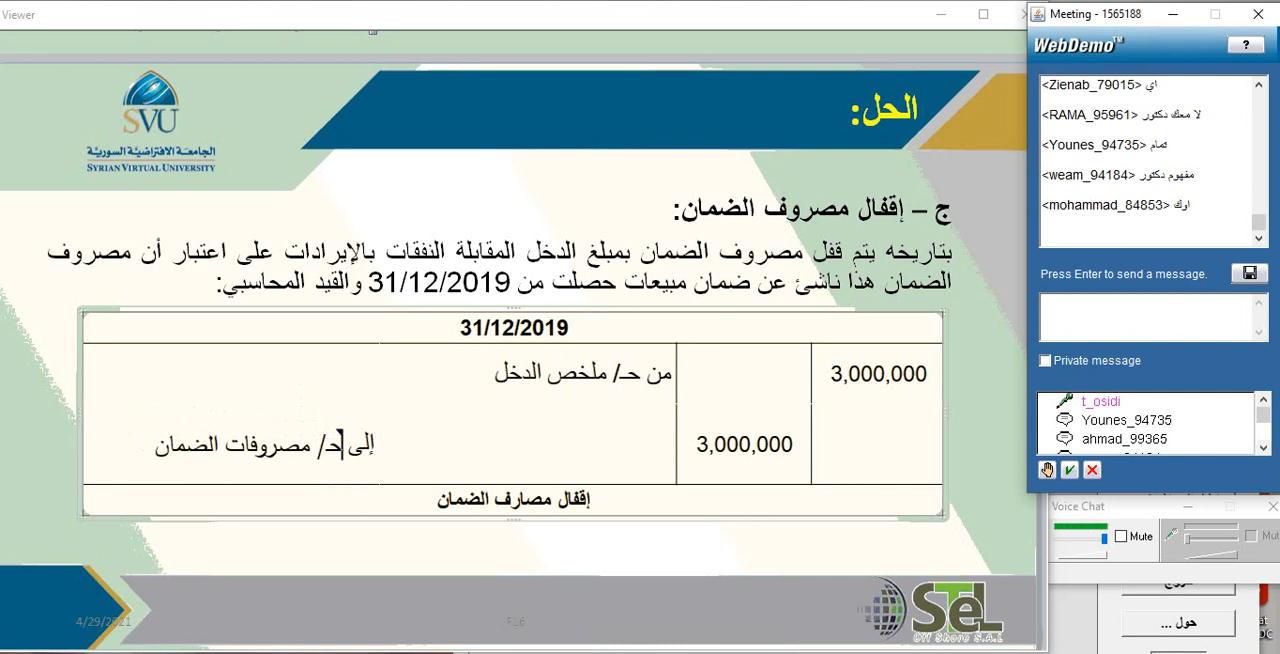 Viewer
SVU
الجامعة الافتراضية السورية
SYRIAN VIRTUAL UNIVERSITY
الحل:
ج – إقفال مصروف الضمان:
بتاريخه يتم قفل مصروف الضمان بمبلغ الدخل المقابلة النفقات بالإيرادات على اعتبار أن مصروف
الضمان هذا ناشئ عن ضمان مبيعات حصلت من 31/12/2019 والقيد المحاسبي:
31/12/2019
3,000,000 من حـ/ ملخص الدخل
3,000,000 إلى حـ/ مصروفات الضمان
إقفال مصارف الضمان
4/29/2021
STeL
Off Shore S.A.L
Meeting - 1565188
WebDemo™
?
<Zienab_79015> اي
<RAMA_95961> لا معك دكتور
<Younes_94735> تمام
<weam_94184> مفهوم دكتور
<mohammad_84853> اوك
Press Enter to send a message.
Private message
t_osidi
Younes_94735
ahmad_99365
Voice Chat
Mute
حول ...